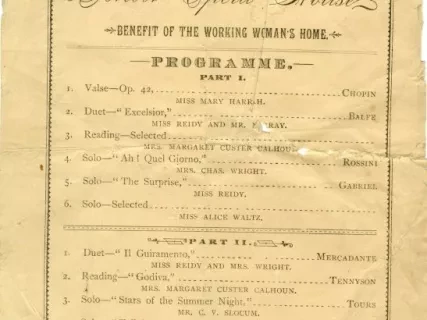 Opera House
BENEFIT OF THE WORKING WOMAN'S HOME.
PROGRAMME.
PART I.
1. Valse—Op. 42, CHOPIN
MISS MARY HARRAH.
2. Duet—"Excelsior," BALFE
MISS REIDY AND MR. RAY.
3. Reading—Selected
MRS. MARGARET CUSTER CALHOUN.
4. Solo—"Ah! Quel Giorno," ROSSINI
MRS. CHAS. WRIGHT.
5. Solo—"The Surprise," GABRIEL
MISS REIDY.
6. Solo—Selected
MISS ALICE WALTZ.
PART II.
1. Duet—"Il Guiramento," MERCADANTE
MISS REIDY AND MRS. WRIGHT.
2. Reading—"Godiva," TENNYSON
MRS. MARGARET CUSTER CALHOUN.
3. Solo—"Stars of the Summer Night," TOURS
MR. C. V. SLOCUM.